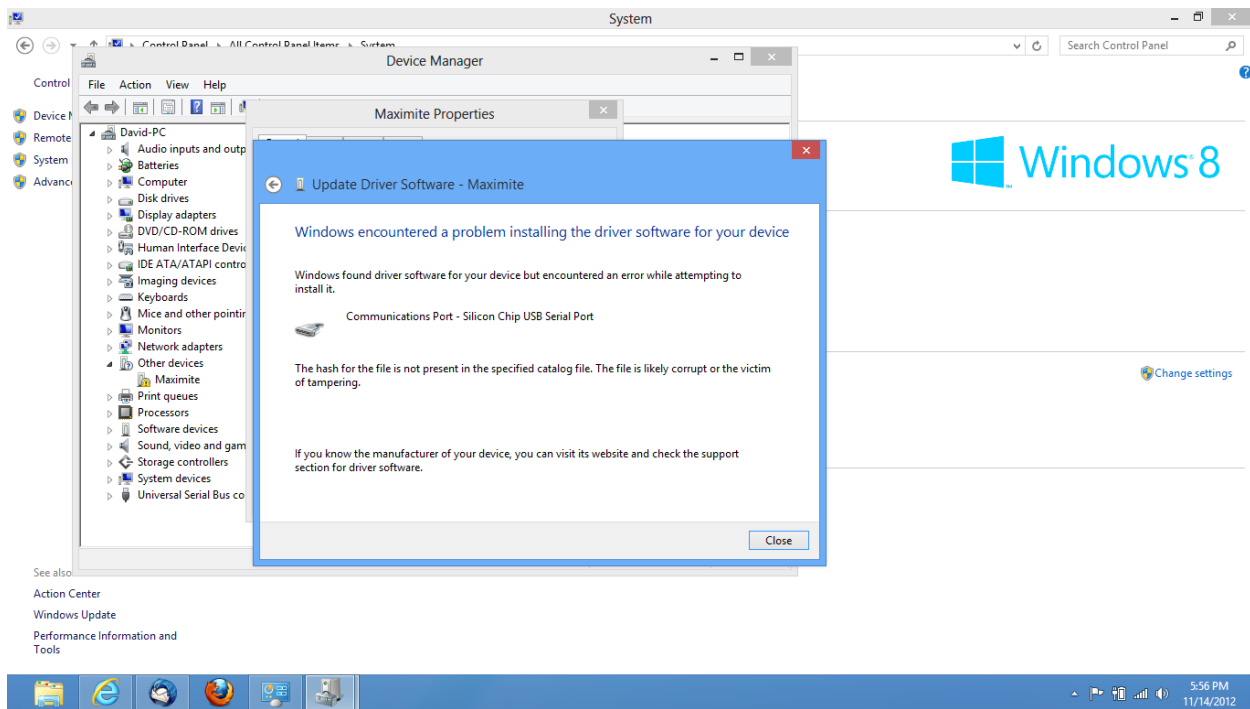 System
Control Panel All Control Panel Items System
Search Control Panel
Device Manager
Control
File Action View Help
Device M
Remote
System
Advanc
Maximite Properties
David-PC
Audio inputs and outp
Batteries
Computer
Disk drives
Display adapters
DVD/CD-ROM drives
Human Interface Devic
IDE ATA/ATAPI contro
Imaging devices
Keyboards
Mice and other pointin
Monitors
Network adapters
Other devices
Maximite
Print queues
Processors
Software devices
Sound, video and gam
Storage controllers
System devices
Universal Serial Bus co
Update Driver Software - Maximite
Windows encountered a problem installing the driver software for your device
Windows found driver software for your device but encountered an error while attempting to
install it.
Communications Port - Silicon Chip USB Serial Port
The hash for the file is not present in the specified catalog file. The file is likely corrupt or the victim
of tampering.
If you know the manufacturer of your device, you can visit its website and check the support
section for driver software.
Close
Windows 8
Change settings
See also
Action Center
Windows Update
Performance Information and
Tools
5:56 PM
11/14/2012